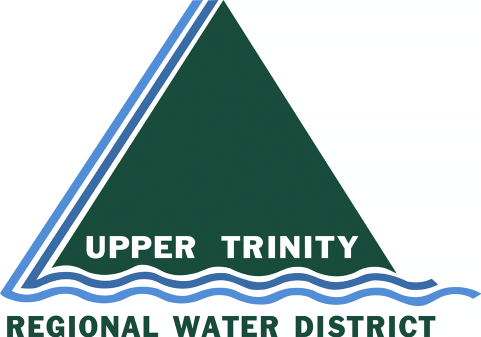 UPPER TRINITY
REGIONAL WATER DISTRICT